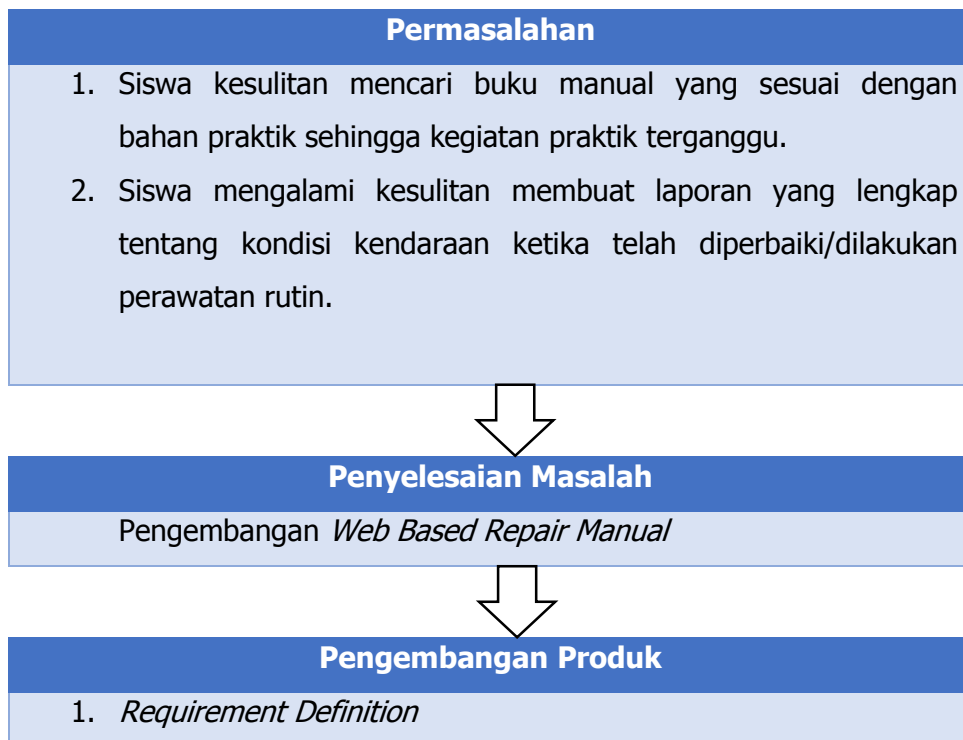 Permasalahan
1. Siswa kesulitan mencari buku manual yang sesuai dengan
bahan praktik sehingga kegiatan praktik terganggu.
2. Siswa mengalami kesulitan membuat laporan yang lengkap
tentang kondisi kendaraan ketika telah diperbaiki/dilakukan
perawatan rutin.
Penyelesaian Masalah
Pengembangan Web Based Repair Manual
Pengembangan Produk
1. Requirement Definition